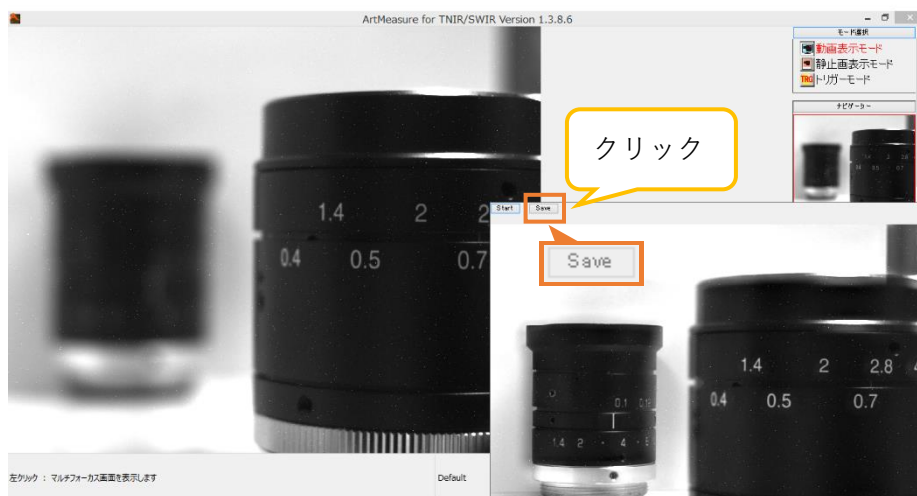 ArtMeasure for TNIR/SWIR Version 1.3.8.6
モード選択
動画表示モード
静止画表示モード
TRG トリガーモード
ナビゲーター
クリック
Start Save
Save
1.4 2 2
0.4 0.5 0.7
1.4 2 2.8 4
0.4 0.5 0.7
0.1
1.4 2 · 4 · 8
左クリック : マルチフォーカス画面を表示します
Default